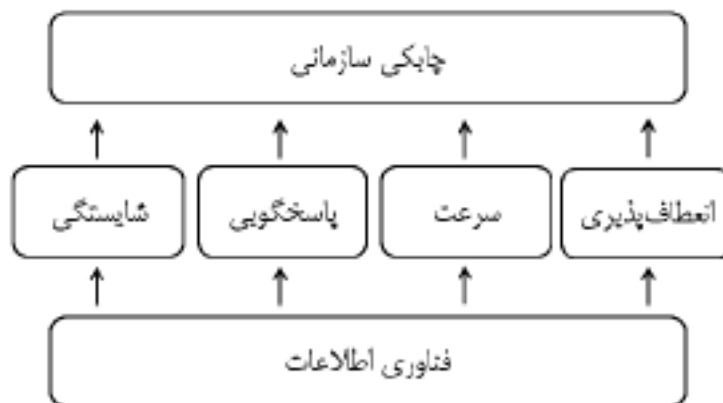 چابکی سازمانی
انعطاف‌پذیری
سرعت
پاسخگویی
شایستگی
فناوری اطلاعات